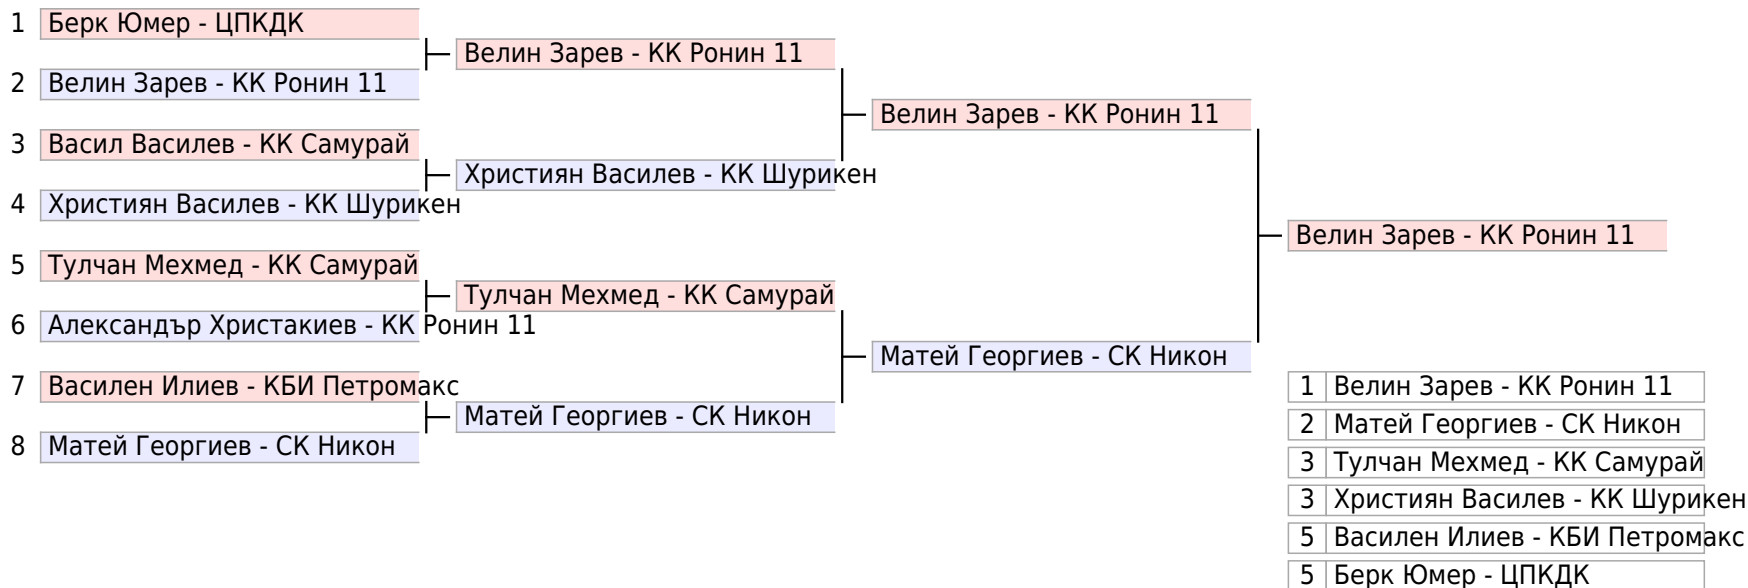 1 Берк Юмер - ЦПКДК
2 Велин Зарев - КК Ронин 11
3 Васил Василев - КК Самурай
4 Християн Василев - КК Шурикен
5 Тулчан Мехмед - КК Самурай
6 Александър Христакиев - КК Ронин 11
7 Василен Илиев - КБИ Петромакс
8 Матей Георгиев - СК Никон
Велин Зарев - КК Ронин 11
Християн Василев - КК Шурикен
Тулчан Мехмед - КК Самурай
Матей Георгиев - СК Никон
Велин Зарев - КК Ронин 11
Матей Георгиев - СК Никон
Велин Зарев - КК Ронин 11
1 Велин Зарев - КК Ронин 11
2 Матей Георгиев - СК Никон
3 Тулчан Мехмед - КК Самурай
3 Християн Василев - КК Шурикен
5 Василен Илиев - КБИ Петромакс
5 Берк Юмер - ЦПКДК